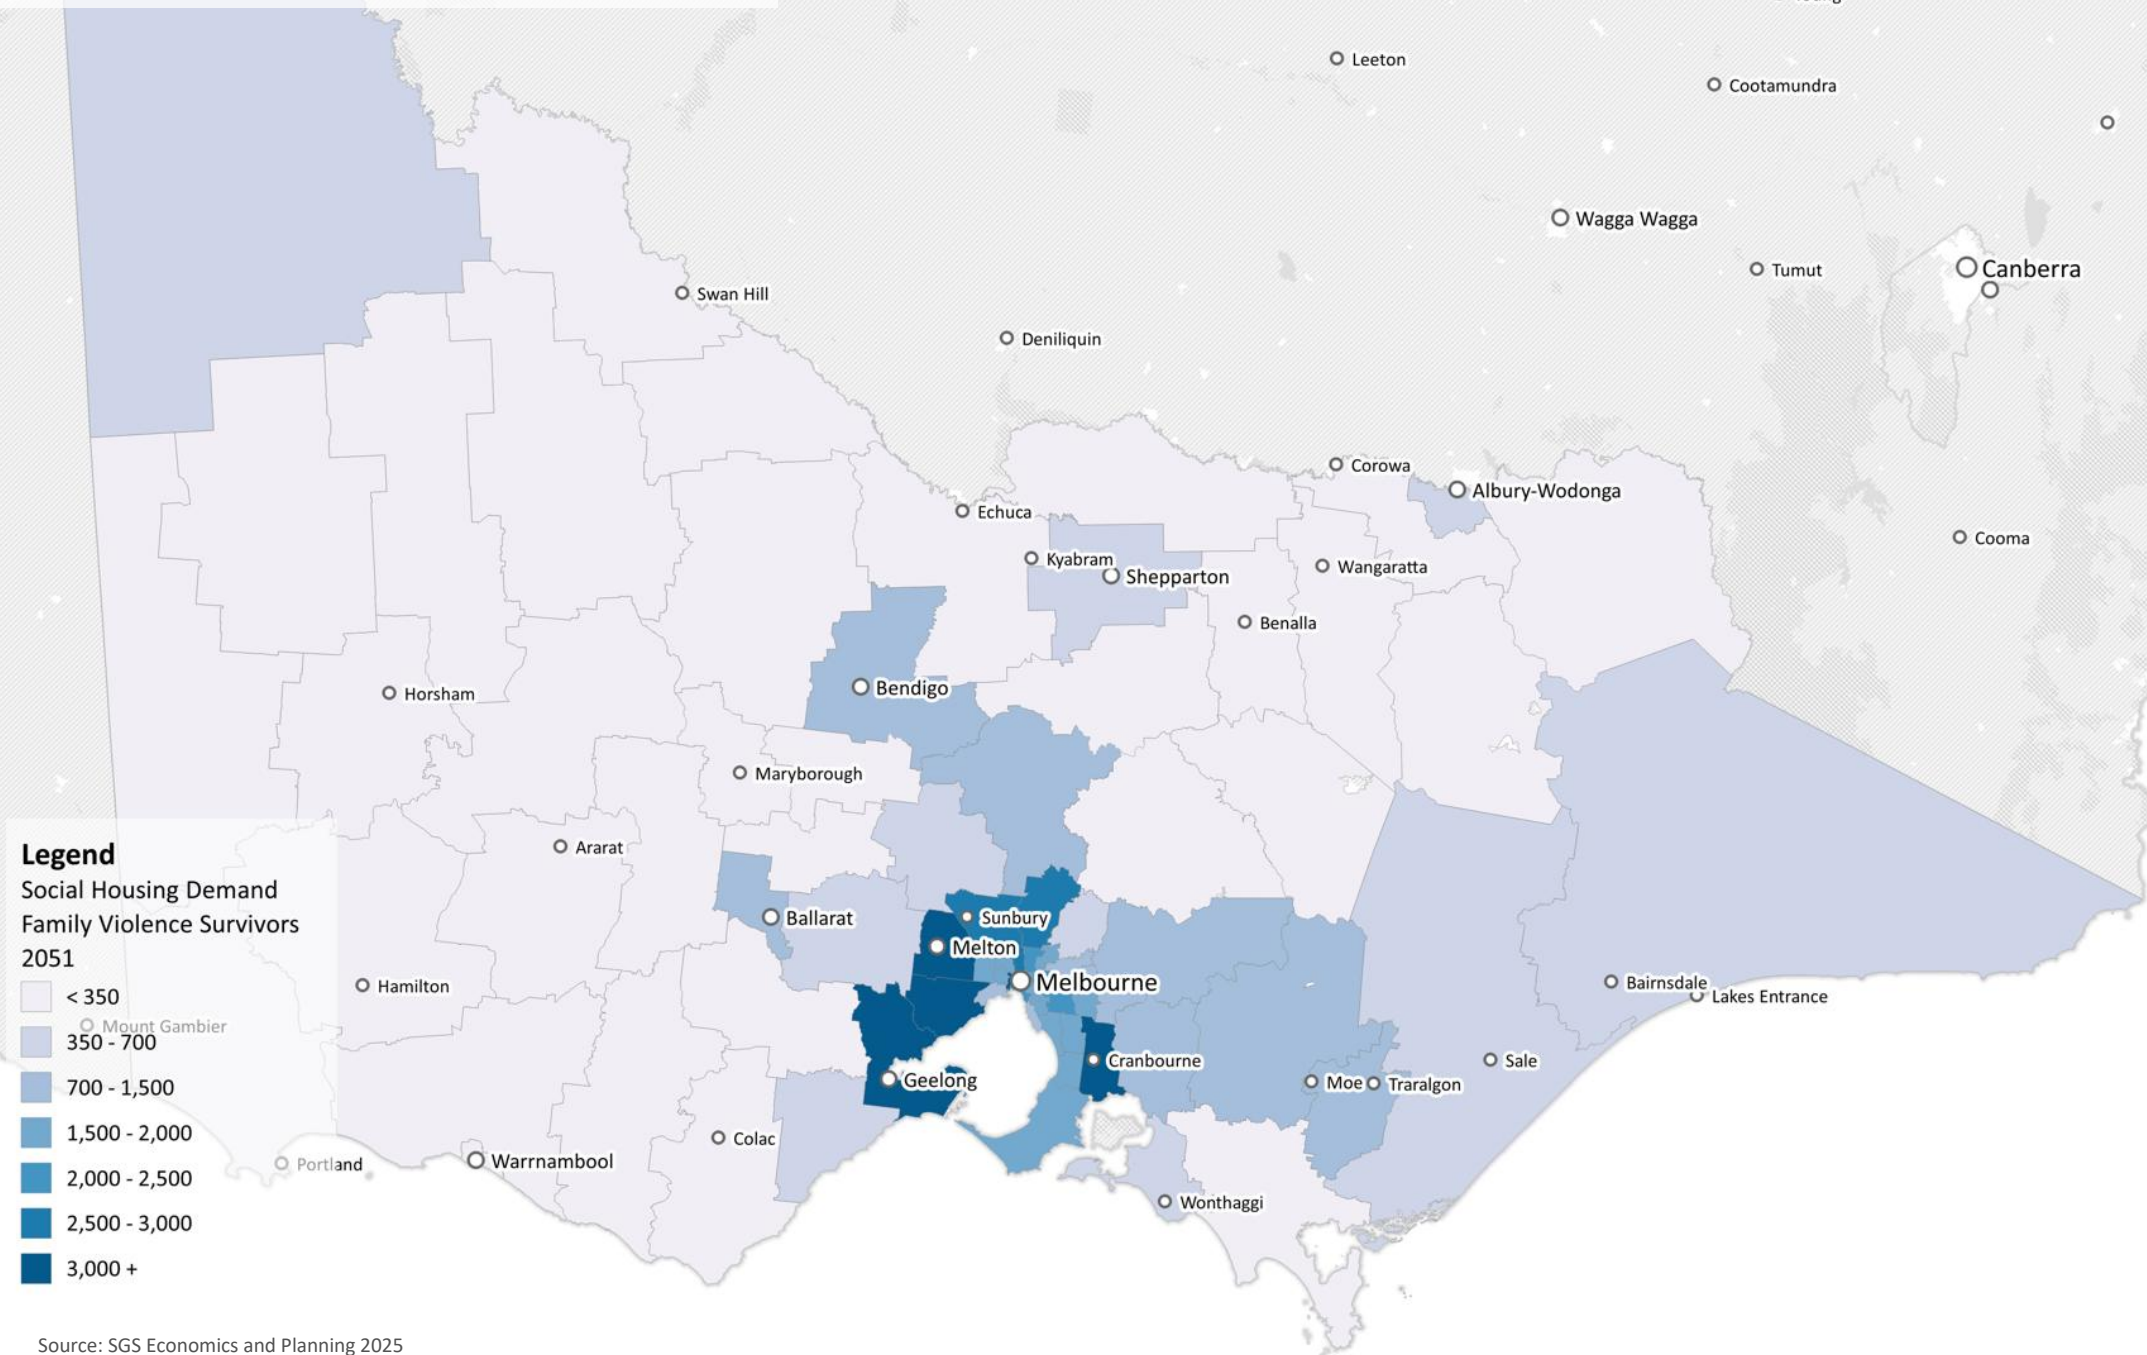 Leeton
Cootamundra
Wagga Wagga
Canberra
Tumut
Swan Hill
Deniliquin
Corowa
Albury-Wodonga
Echuca
Cooma
Kyabram
Shepparton
Wangaratta
Benalla
Bendigo
Horsham
Maryborough
Ararat
Ballarat
Sunbury
Melton
Melbourne
Hamilton
Bairnsdale
Lakes Entrance
Mount Gambier
Cranbourne
Sale
Geelong
Moe
Traralgon
Colac
Warrnambool
Portland
Wonthaggi
Legend
Social Housing Demand
Family Violence Survivors
2051
< 350
350 - 700
700 - 1,500
1,500 - 2,000
2,000 - 2,500
2,500 - 3,000
3,000 +
Source: SGS Economics and Planning 2025